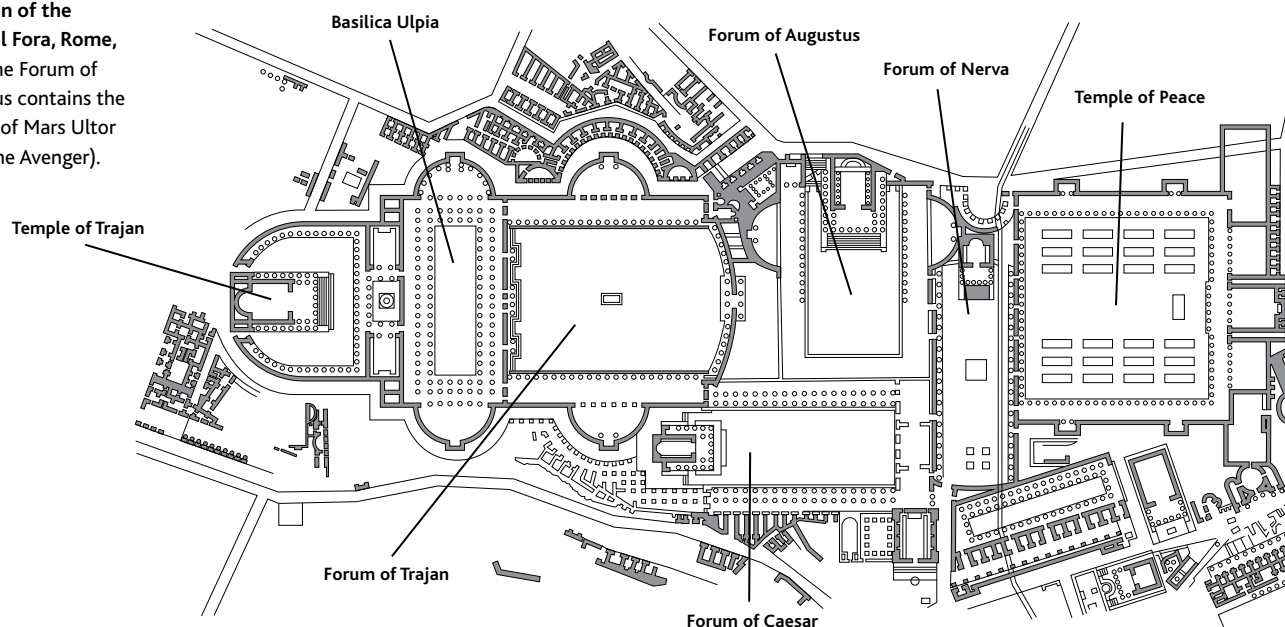 n of the
l Fora, Rome,
he Forum of
us contains the
of Mars Ultor
he Avenger).
Basilica Ulpia
Forum of Augustus
Forum of Nerva
Temple of Peace
Temple of Trajan
Forum of Trajan
Forum of Caesar